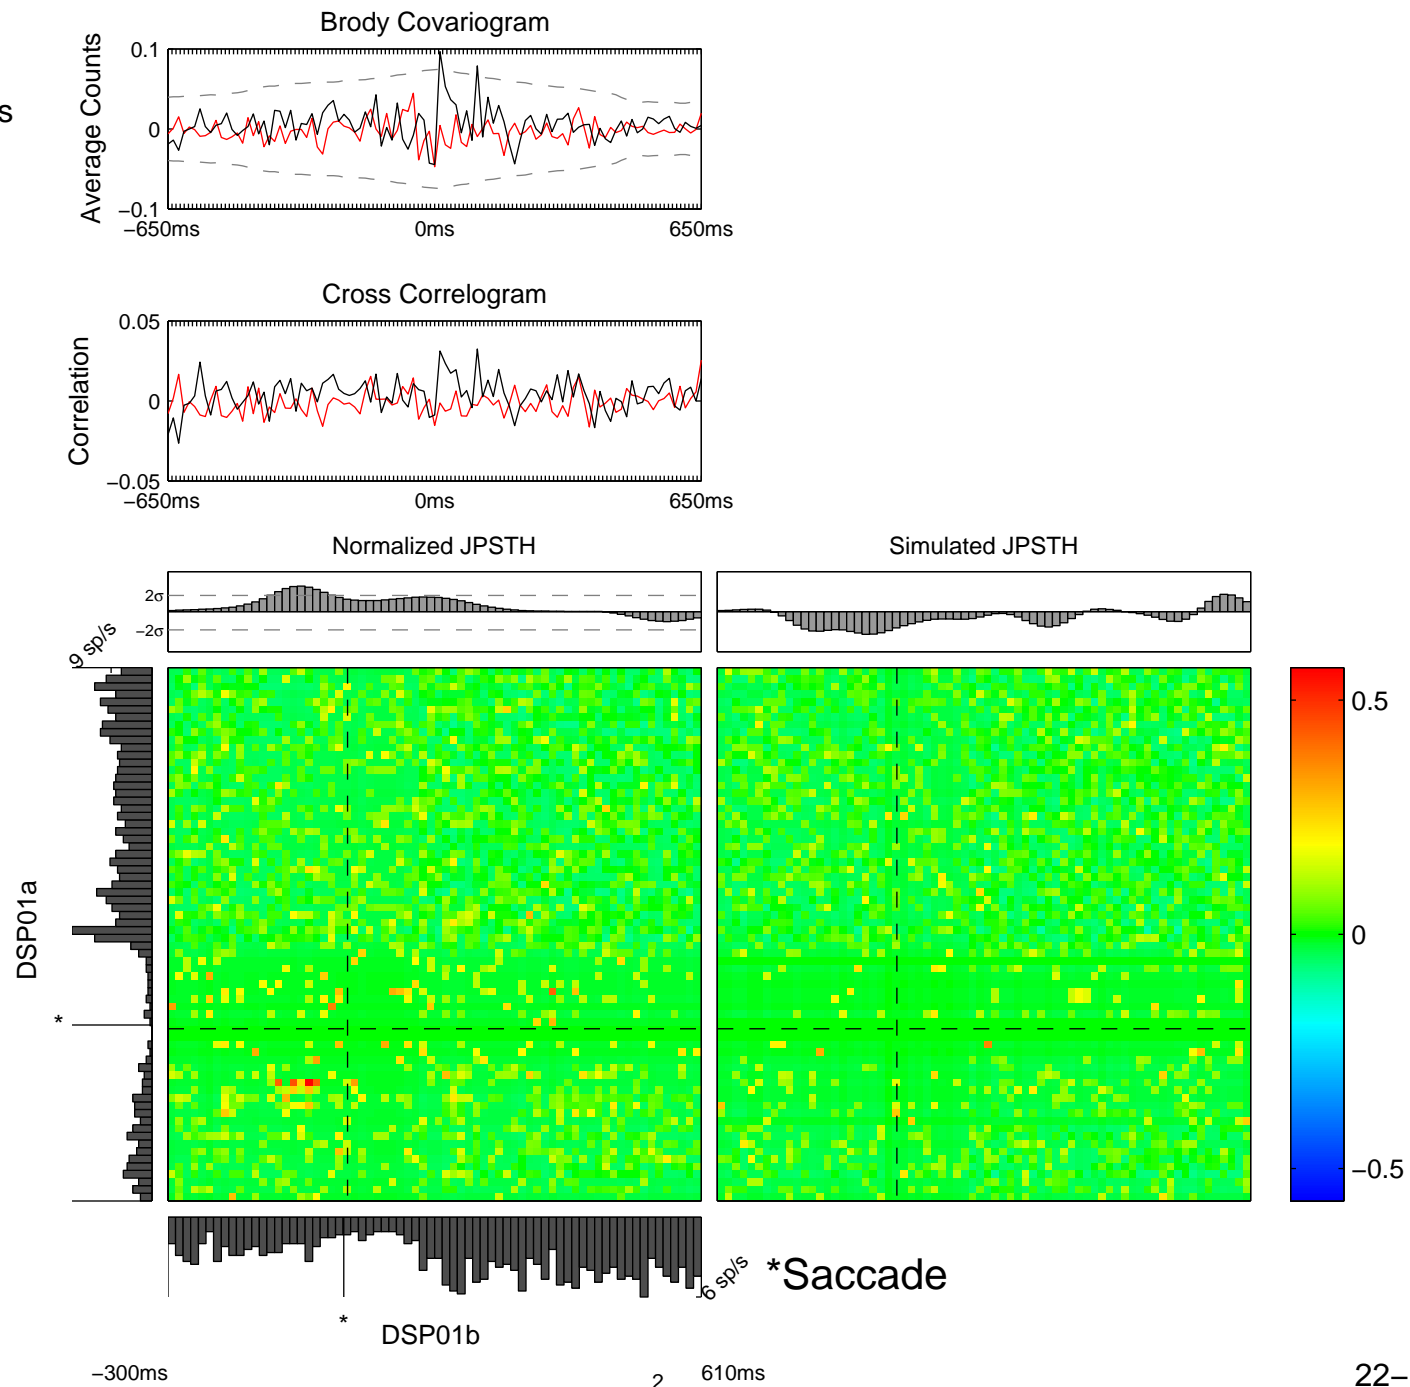 Brody Covariogram
s
Average Counts
0.1
0
−0.1
−650ms 0ms 650ms
Cross Correlogram
Correlation
0.05
0
−0.05
−650ms 0ms 650ms
Normalized JPSTH
Simulated JPSTH
2σ
−2σ
9 sp/s
DSP01a
*
0.5
0
−0.5
6 sp/s
*Saccade
*
DSP01b
−300ms
2
610ms
22−